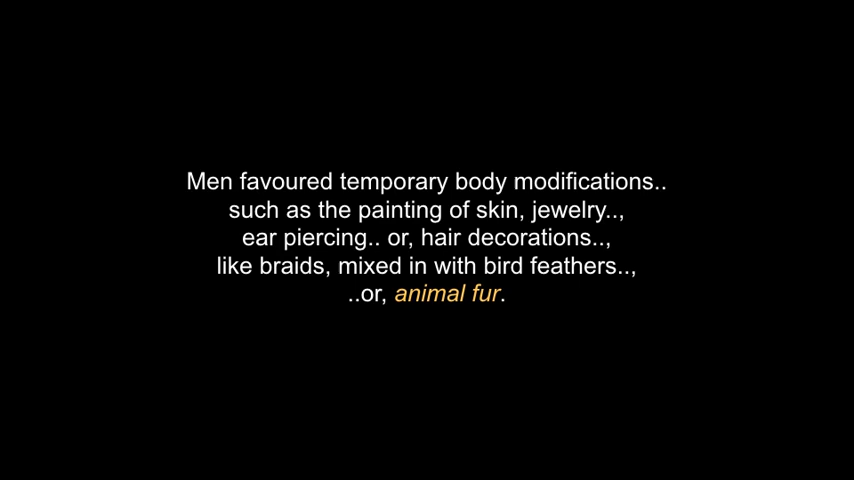 Men favoured temporary body modifications..
such as the painting of skin, jewelry..,
ear piercing.. or, hair decorations..,
like braids, mixed in with bird feathers..,
..or, animal fur.